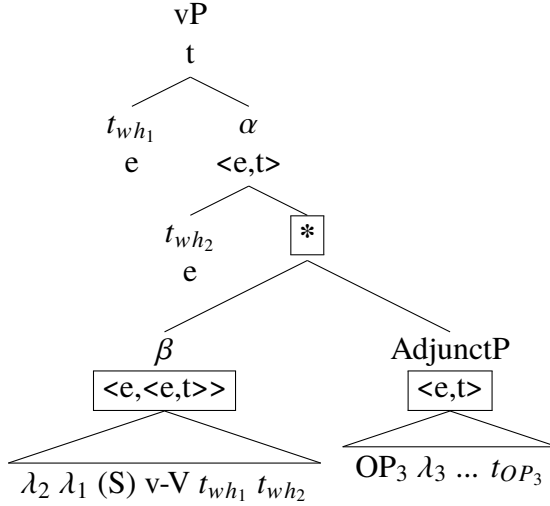 vP
t
t_{wh_1} α
e <e,t>
t_{wh_2} *
e
β AdjunctP
<e,<e,t>> <e,t>
λ_2 λ_1 (S) v-V t_{wh_1} t_{wh_2} OP_3 λ_3 ... t_{OP_3}